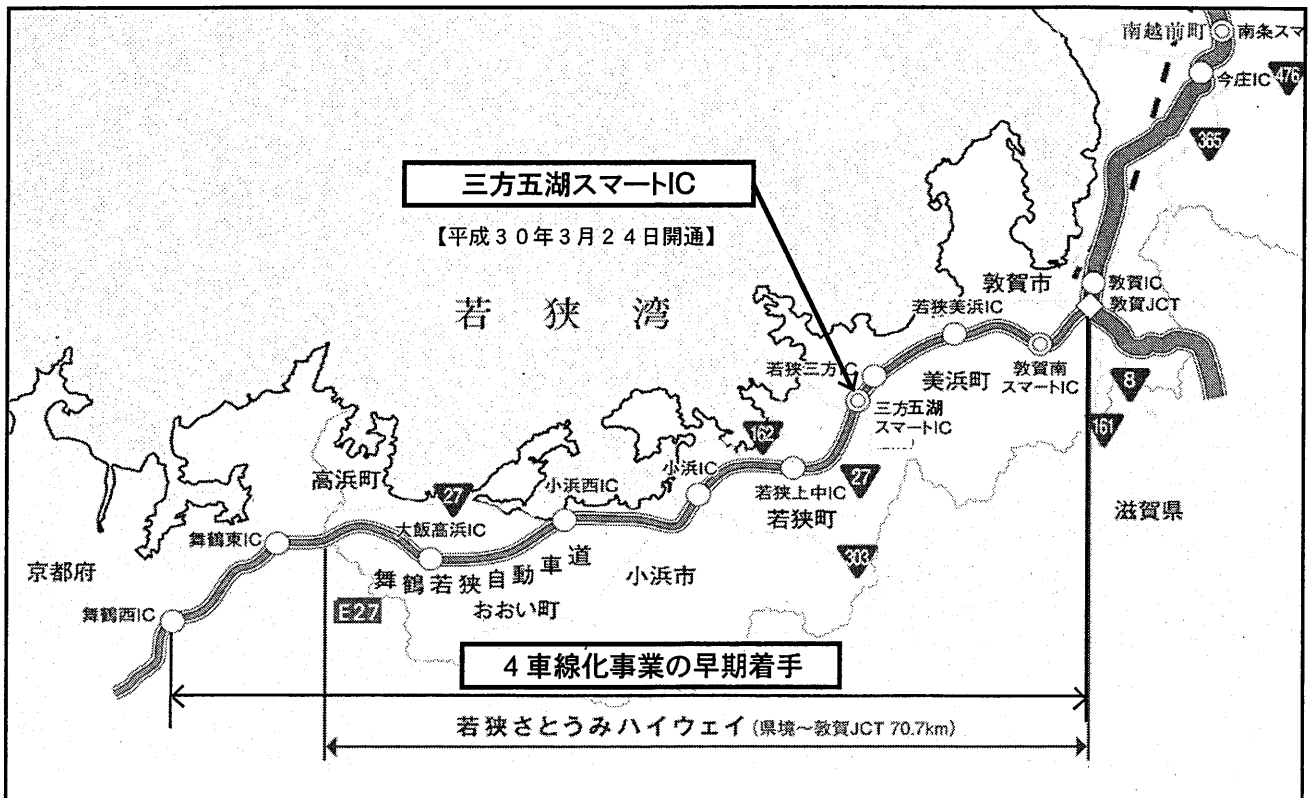 南越前町
南条スマ
今庄IC
476
365
三方五湖スマートIC
【平成30年3月24日開通】
若狭湾
敦賀市
敦賀IC
敦賀JCT
若狭美浜IC
若狭三方IC
美浜町
敦賀南
スマートIC
8
161
三方五湖
スマートIC
162
小浜IC
若狭上中IC
27
若狭町
滋賀県
高浜町
27
小浜西IC
大飯高浜IC
舞鶴東IC
303
京都府
舞鶴若狭自動車道
小浜市
E27
おおい町
舞鶴西IC
4車線化事業の早期着手
若狭さとうみハイウェイ(県境~敦賀JCT 70.7km)